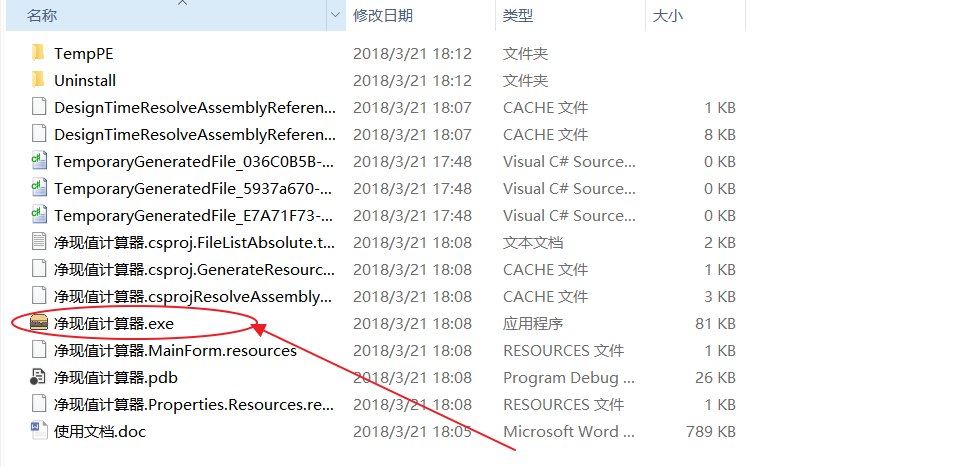 名称 修改日期 类型 大小
TempPE 2018/3/21 18:12 文件夹
Uninstall 2018/3/21 18:12 文件夹
DesignTimeResolveAssemblyReferen... 2018/3/21 18:07 CACHE 文件 1 KB
DesignTimeResolveAssemblyReferen... 2018/3/21 18:07 CACHE 文件 8 KB
TemporaryGeneratedFile_036C0B5B-... 2018/3/21 17:48 Visual C# Source... 0 KB
TemporaryGeneratedFile_5937a670-... 2018/3/21 17:48 Visual C# Source... 0 KB
TemporaryGeneratedFile_E7A71F73-... 2018/3/21 17:48 Visual C# Source... 0 KB
净现值计算器.csproj.FileListAbsolute.t... 2018/3/21 18:08 文本文档 2 KB
净现值计算器.csproj.GenerateResourc... 2018/3/21 18:08 CACHE 文件 1 KB
净现值计算器.csprojResolveAssembly... 2018/3/21 18:08 CACHE 文件 3 KB
净现值计算器.exe 2018/3/21 18:08 应用程序 81 KB
净现值计算器.MainForm.resources 2018/3/21 18:08 RESOURCES 文件 1 KB
净现值计算器.pdb 2018/3/21 18:08 Program Debug ... 26 KB
净现值计算器.Properties.Resources.re... 2018/3/21 18:08 RESOURCES 文件 1 KB
使用文档.doc 2018/3/21 18:05 Microsoft Word ... 789 KB